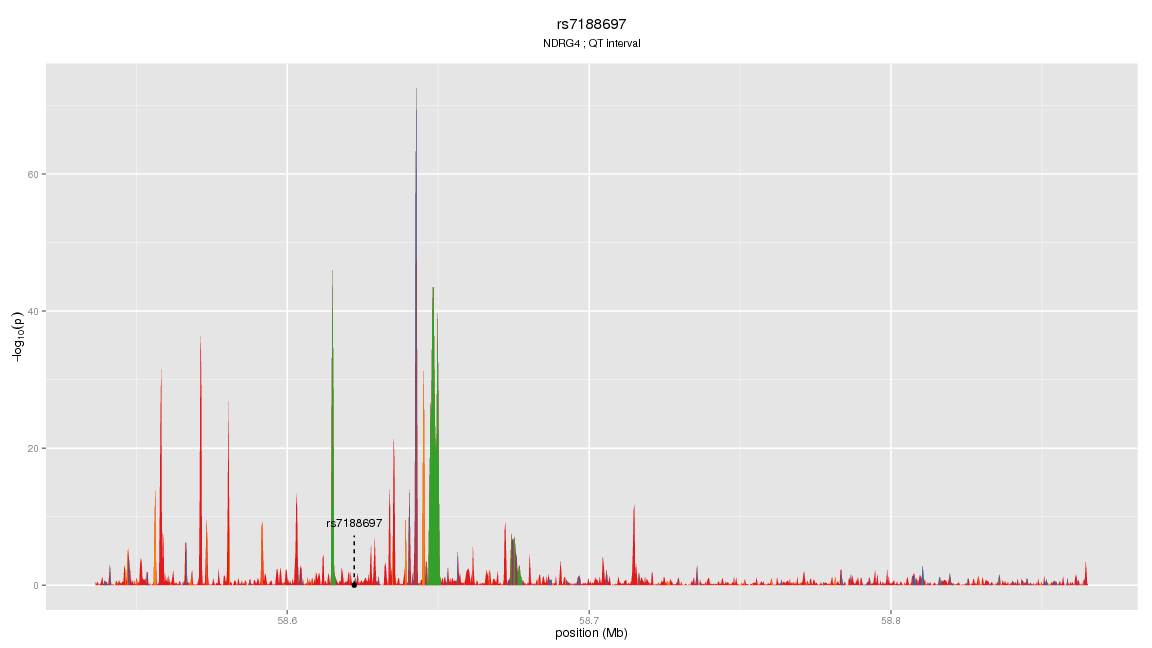 rs7188697
NDRG4 ; QT interval
60
40
20
0
-log10(p)
rs7188697
58.6
58.7
58.8
position (Mb)